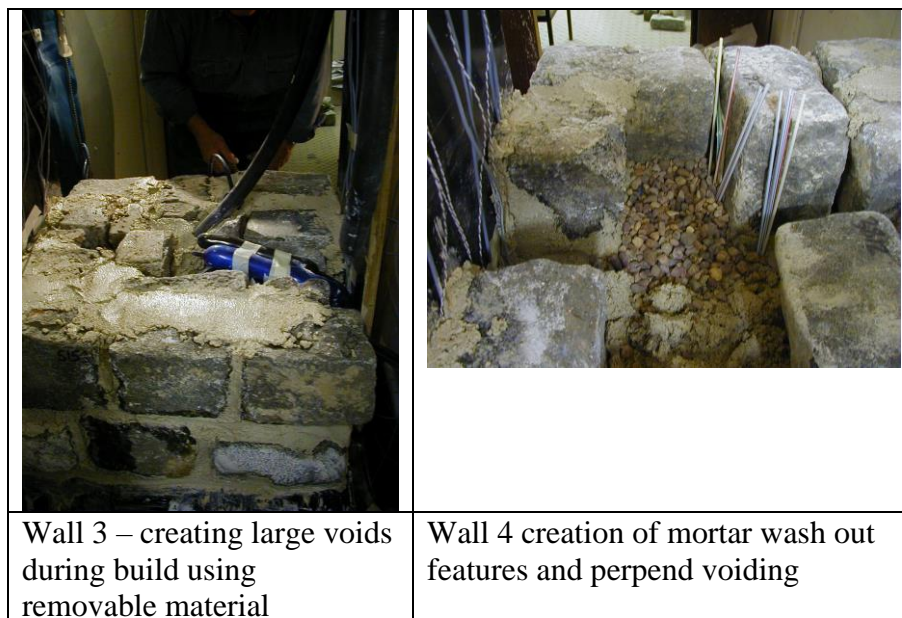 Wall 3 – creating large voids
during build using
removable material
Wall 4 creation of mortar wash out
features and perpend voiding